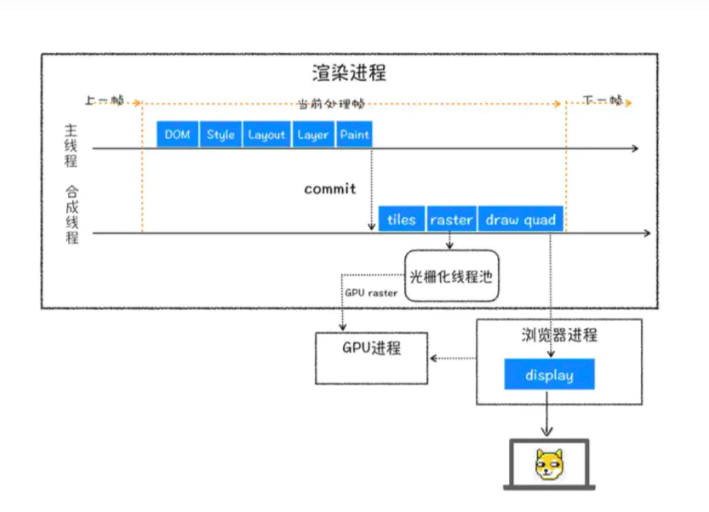 渲染进程
上一帧
当前处理帧
下一帧
主线程
DOM
Style
Layout
Layer
Paint
commit
合成线程
tiles
raster
draw quad
光栅化线程池
GPU raster
GPU进程
浏览器进程
display